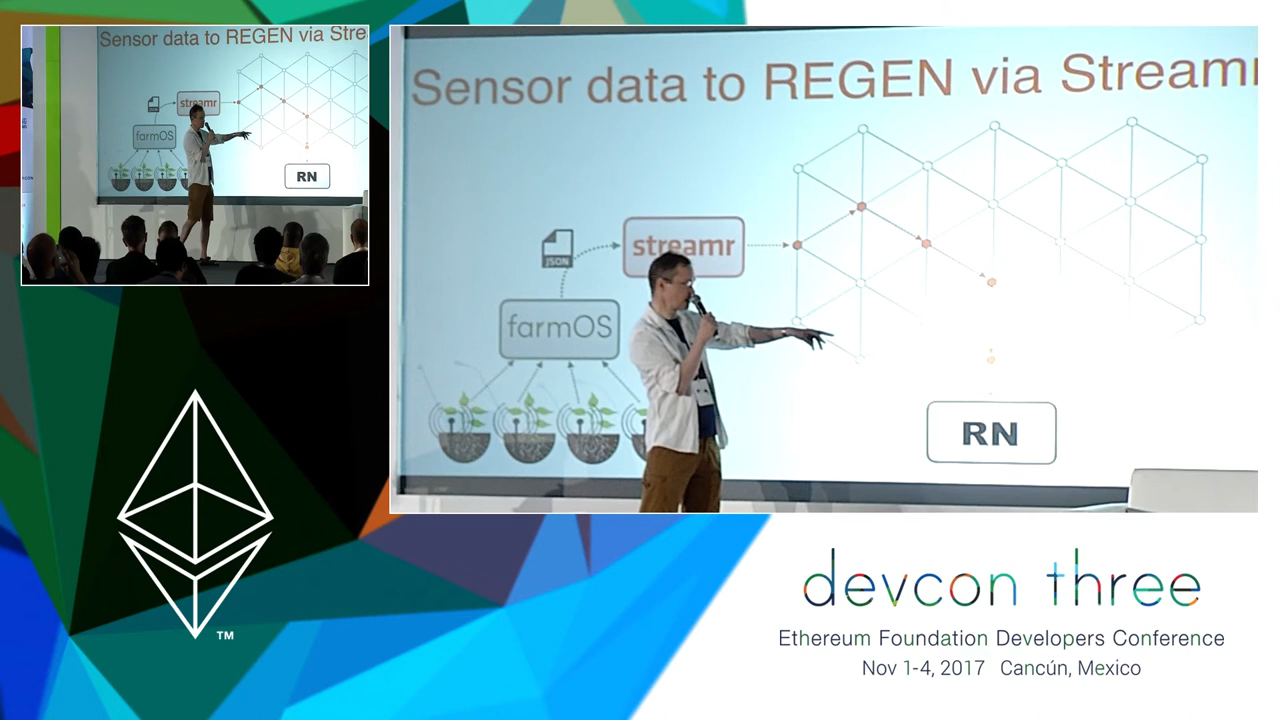 Sensor data to REGEN via Stre
streamr
farmOS
RN
Sensor data to REGEN via Streamr
JSON
streamr
farmOS
RN
TM
devcon three
Ethereum Foundation Developers Conference
Nov 1-4, 2017 Cancún, Mexico